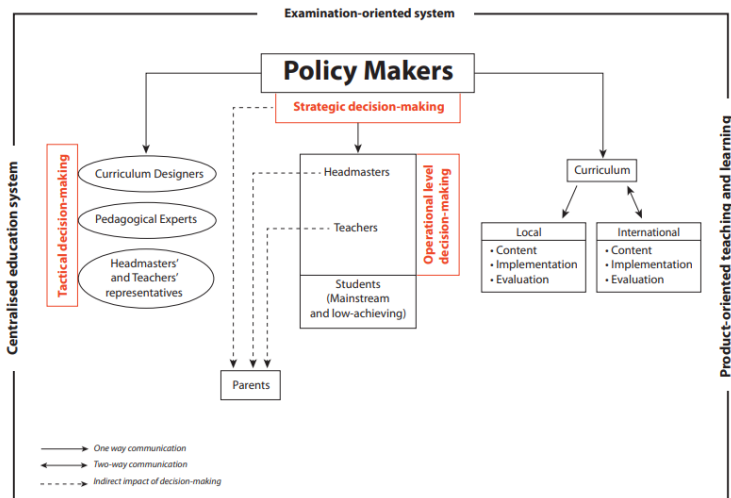 Examination-oriented system
Policy Makers
Strategic decision-making
Centralised education system
Tactical decision-making
Curriculum Designers
Pedagogical Experts
Headmasters'
and Teachers'
representatives
Headmasters
Teachers
Operational level
decision-making
Students
(Mainstream
and low-achieving)
Curriculum
Local
• Content
• Implementation
• Evaluation
International
• Content
• Implementation
• Evaluation
Product-oriented teaching and learning
Parents
One way communication
Two-way communication
Indirect impact of decision-making